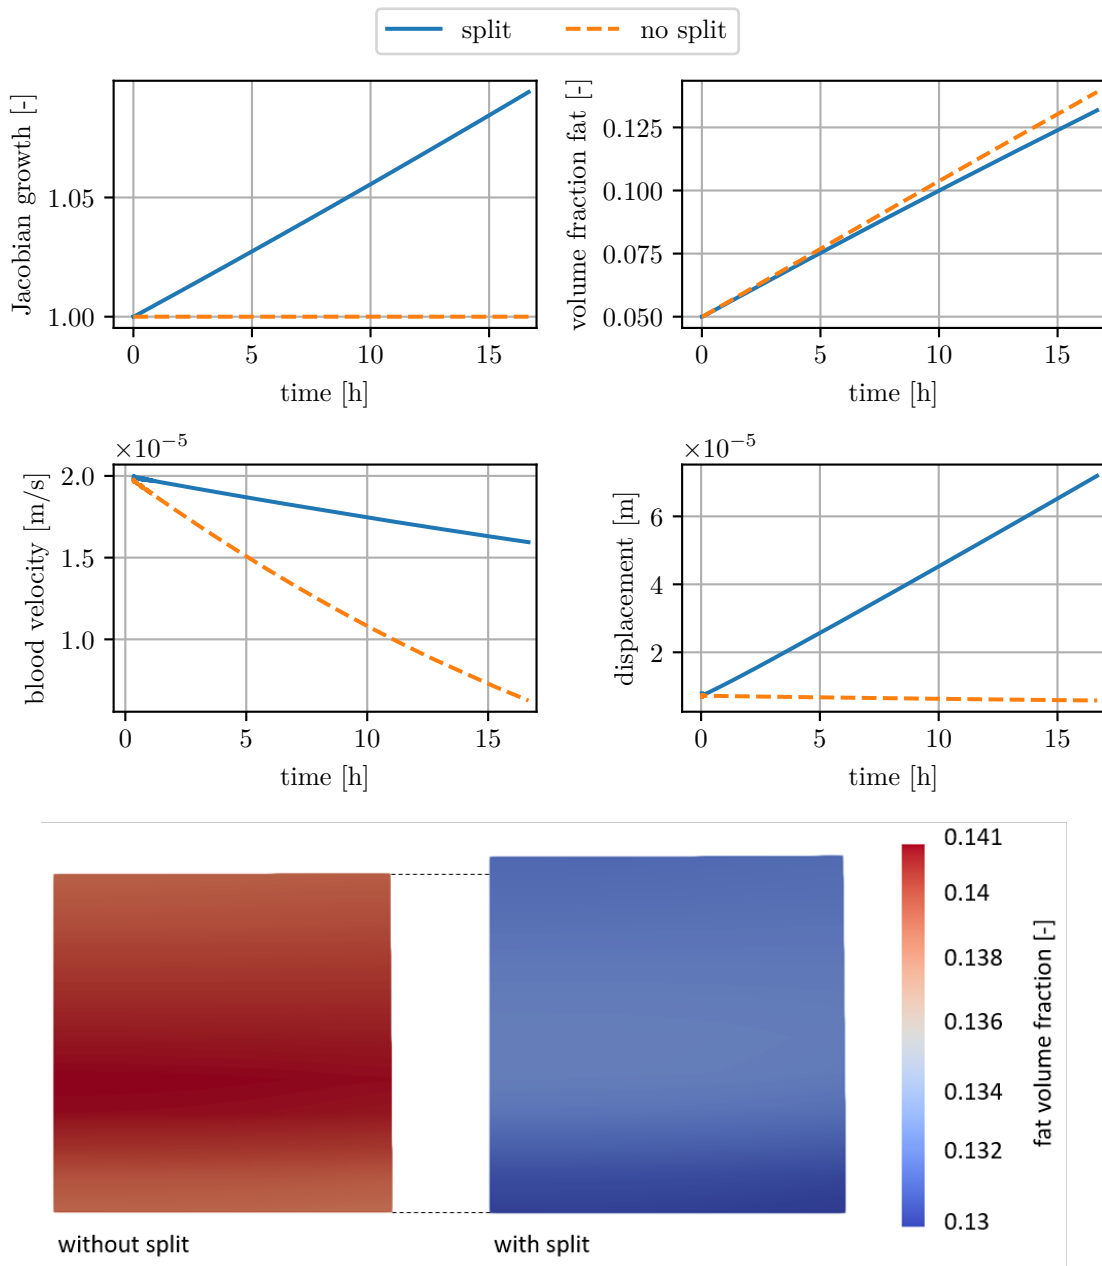 split no split
Jacobian growth [-]
1.05
1.00
0 5 10 15
time [h]
volume fraction fat [-]
0.125
0.100
0.075
0.050
0 5 10 15
time [h]
×10⁻⁵
blood velocity [m/s]
2.0
1.5
1.0
0 5 10 15
time [h]
×10⁻⁵
displacement [m]
6
4
2
0 5 10 15
time [h]
0.141
0.14
0.138
0.136
0.134
0.132
0.13
fat volume fraction [-]
without split
with split